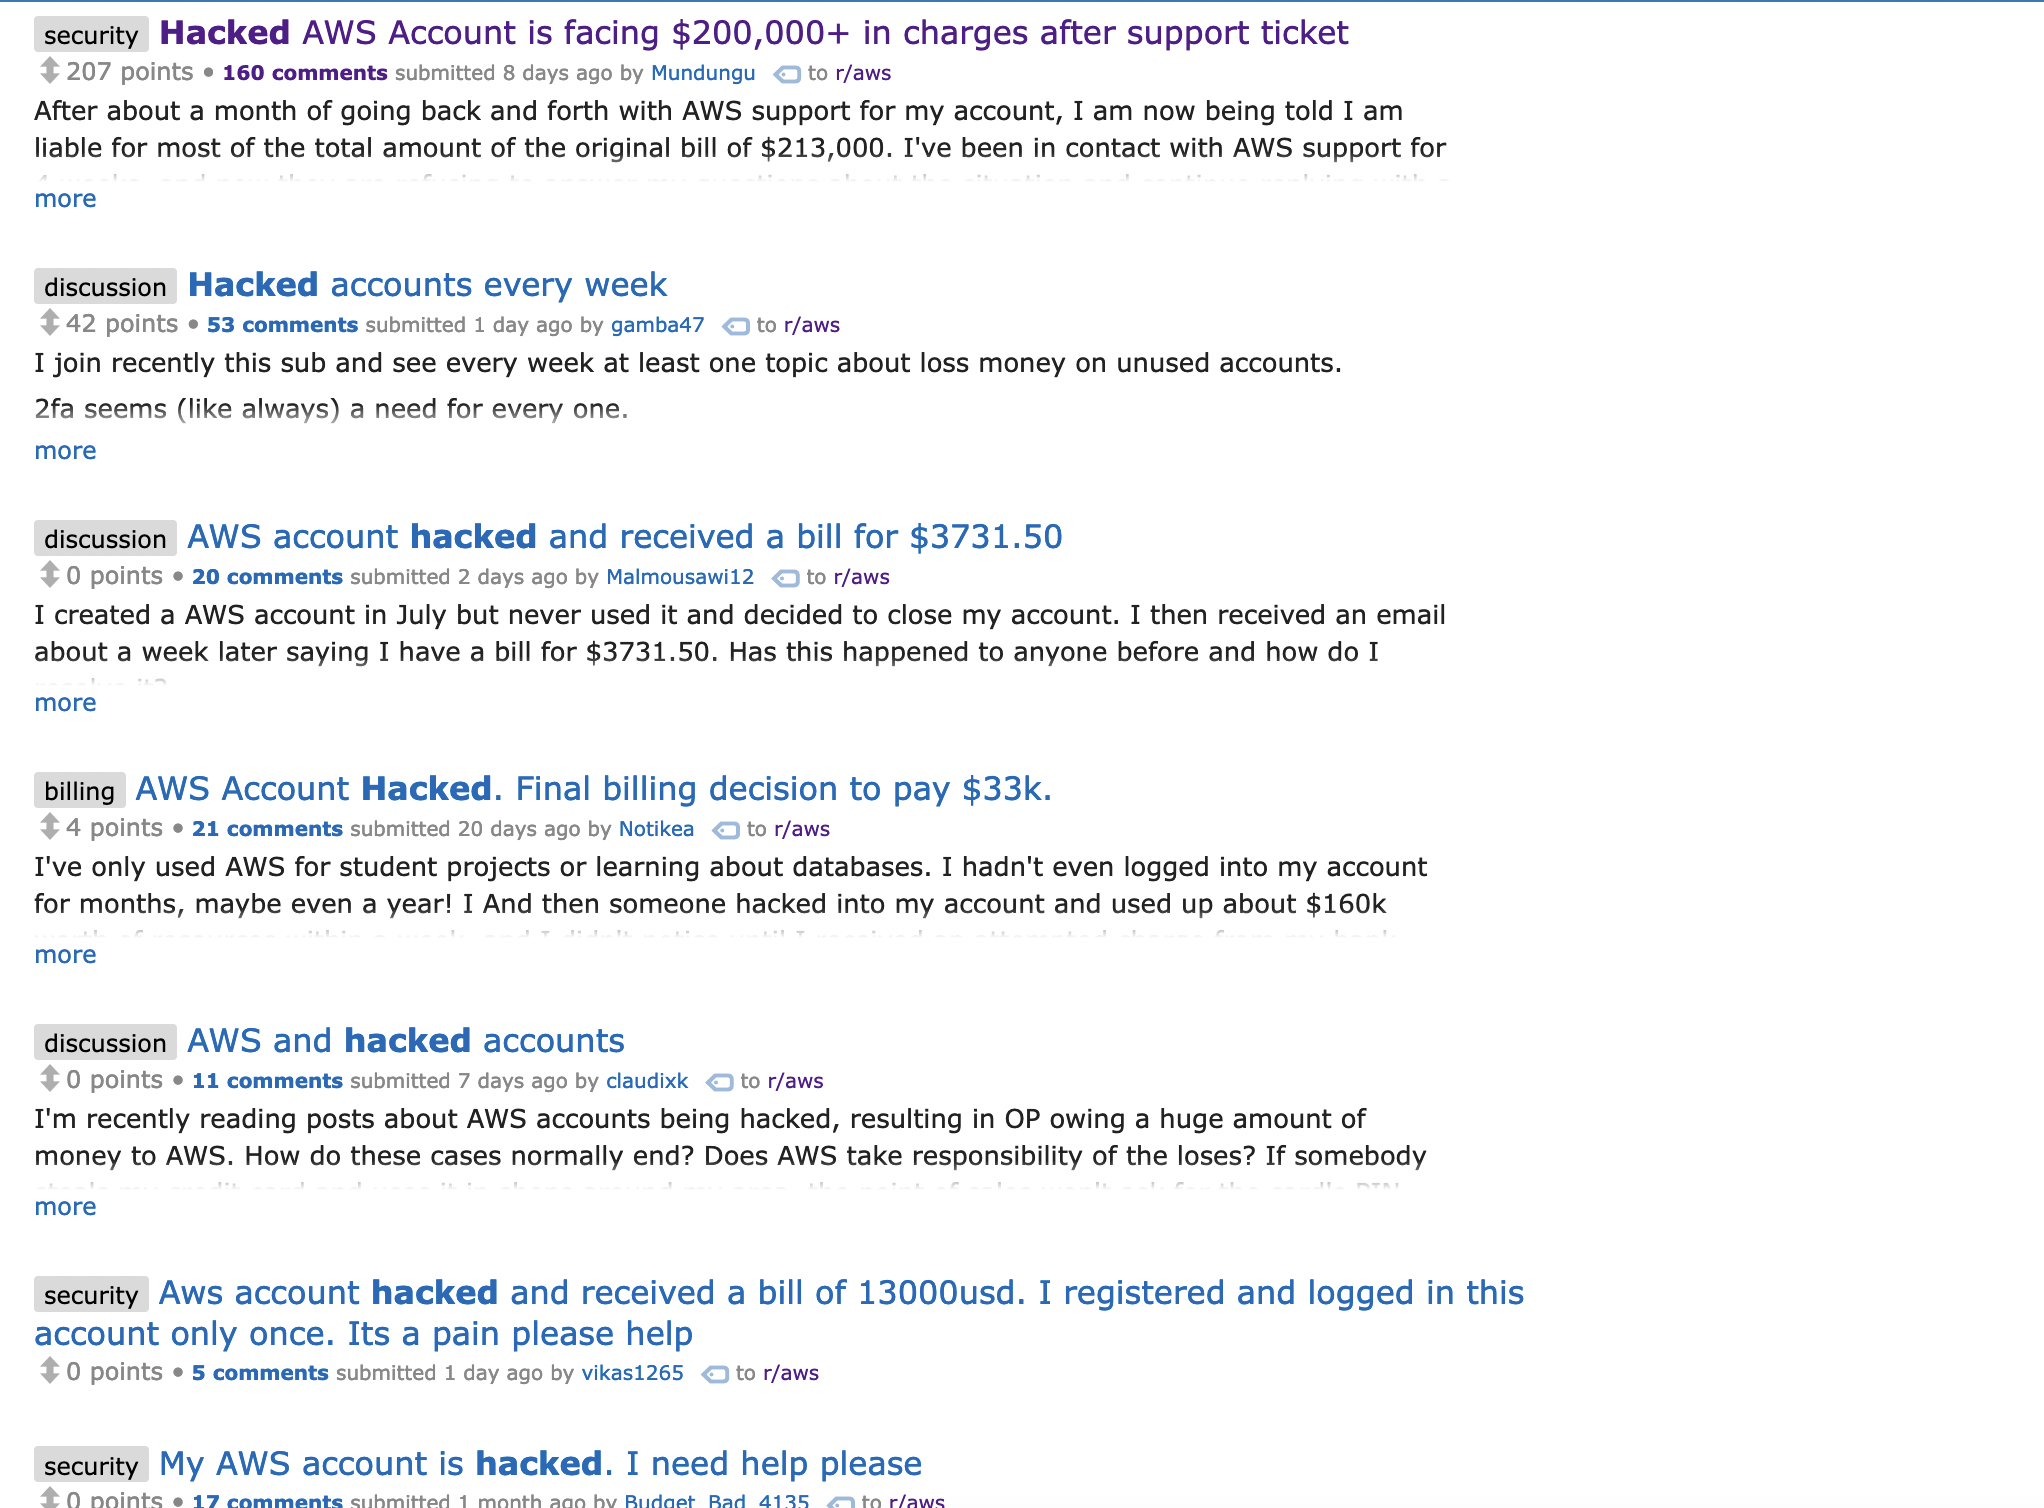 security Hacked AWS Account is facing $200,000+ in charges after support ticket
207 points • 160 comments submitted 8 days ago by Mundungu to r/aws
After about a month of going back and forth with AWS support for my account, I am now being told I am
liable for most of the total amount of the original bill of $213,000. I've been in contact with AWS support for
more
discussion Hacked accounts every week
42 points • 53 comments submitted 1 day ago by gamba47 to r/aws
I join recently this sub and see every week at least one topic about loss money on unused accounts.
2fa seems (like always) a need for every one.
more
discussion AWS account hacked and received a bill for $3731.50
0 points • 20 comments submitted 2 days ago by Malmousawi12 to r/aws
I created a AWS account in July but never used it and decided to close my account. I then received an email
about a week later saying I have a bill for $3731.50. Has this happened to anyone before and how do I
more
billing AWS Account Hacked. Final billing decision to pay $33k.
4 points • 21 comments submitted 20 days ago by Notikea to r/aws
I've only used AWS for student projects or learning about databases. I hadn't even logged into my account
for months, maybe even a year! I And then someone hacked into my account and used up about $160k
more
discussion AWS and hacked accounts
0 points • 11 comments submitted 7 days ago by claudixk to r/aws
I'm recently reading posts about AWS accounts being hacked, resulting in OP owing a huge amount of
money to AWS. How do these cases normally end? Does AWS take responsibility of the loses? If somebody
more
security Aws account hacked and received a bill of 13000usd. I registered and logged in this
account only once. Its a pain please help
0 points • 5 comments submitted 1 day ago by vikas1265 to r/aws
security My AWS account is hacked. I need help please
0 points • 17 comments submitted 1 month ago by Budget_Bad_4135 to r/aws